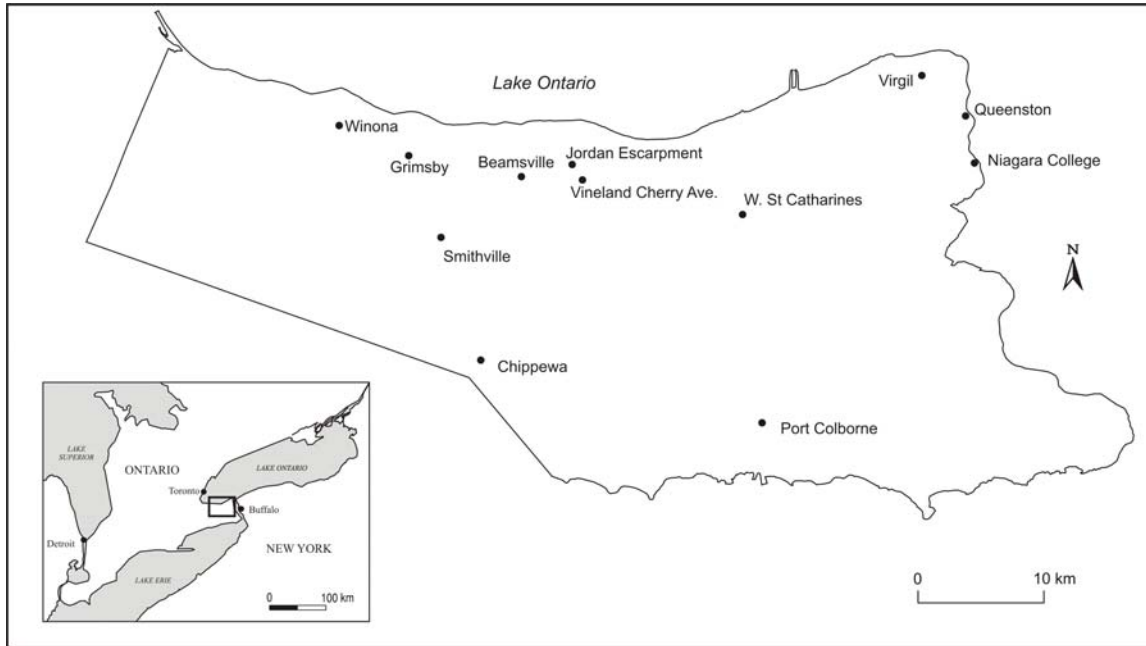 Lake Ontario
Virgil
Queenston
Winona
Grimsby
Beamsville
Jordan Escarpment
Niagara College
Vineland Cherry Ave.
W. St Catharines
Smithville
N
Chippewa
Port Colborne
0 10 km
LAKE
SUPERIOR
ONTARIO
LAKE ONTARIO
Toronto
Buffalo
Detroit
NEW YORK
LAKE ERIE
0 100 km